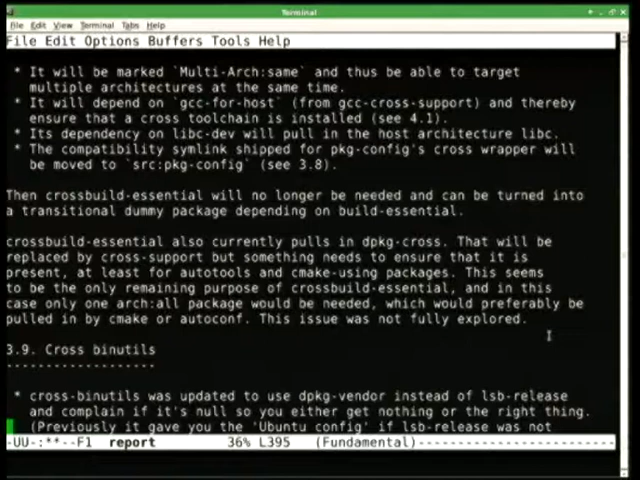 Terminal
File Edit View Terminal Tabs Help
File Edit Options Buffers Tools Help
* It will be marked `Multi-Arch:same` and thus be able to target
multiple architectures at the same time.
* It will depend on `gcc-for-host` (from gcc-cross-support) and thereby
ensure that a cross toolchain is installed (see 4.1).
* Its dependency on libc-dev will pull in the host architecture libc.
* The compatibility symlink shipped for pkg-config's cross wrapper will
be moved to `src:pkg-config` (see 3.8).
Then crossbuild-essential will no longer be needed and can be turned into
a transitional dummy package depending on build-essential.
crossbuild-essential also currently pulls in dpkg-cross. That will be
replaced by cross-support but something needs to ensure that it is
present, at least for autotools and cmake-using packages. This seems
to be the only remaining purpose of crossbuild-essential, and in this
case only one arch:all package would be needed, which would preferably be
pulled in by cmake or autoconf. This issue was not fully explored.
3.9. Cross binutils
-------------------
* cross-binutils was updated to use dpkg-vendor instead of lsb-release
and complain if it's null so you either get nothing or the right thing.
(Previously it gave you the 'Ubuntu config' if lsb-release was not
-UU-:**--F1 report 36% L395 (Fundamental)-------------------------